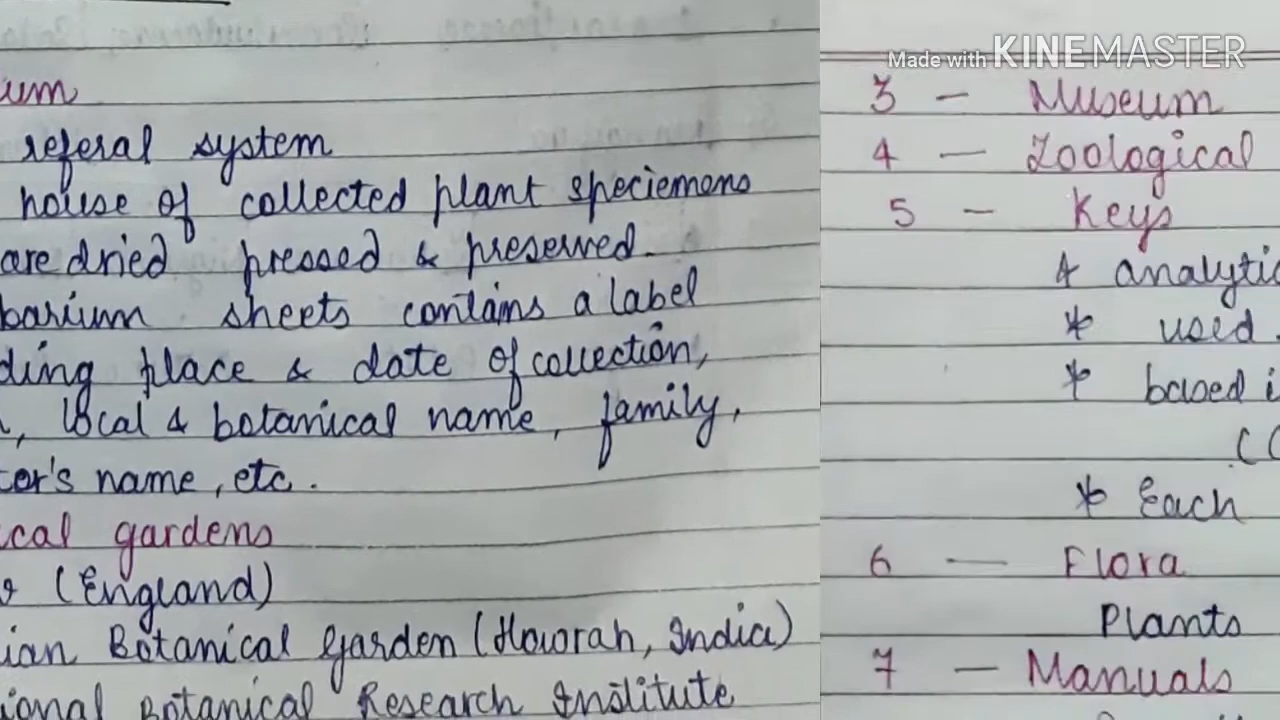 um
referal system
house of collected plant speciemens
are dried pressed & preserved.
barium sheets contains a label
ding place & date of collection,
, local & botanical name, family,
tor's name, etc.
cal gardens
(England)
ian Botanical Garden (Howrah, India)
ional Botanical Research Institute
Made with KINEMASTER
3 - Museum
4 - Zoological
5 - Keys
analytic
* used
* based i
(C
* Each
6 - Flora
Plants
7 - Manuals